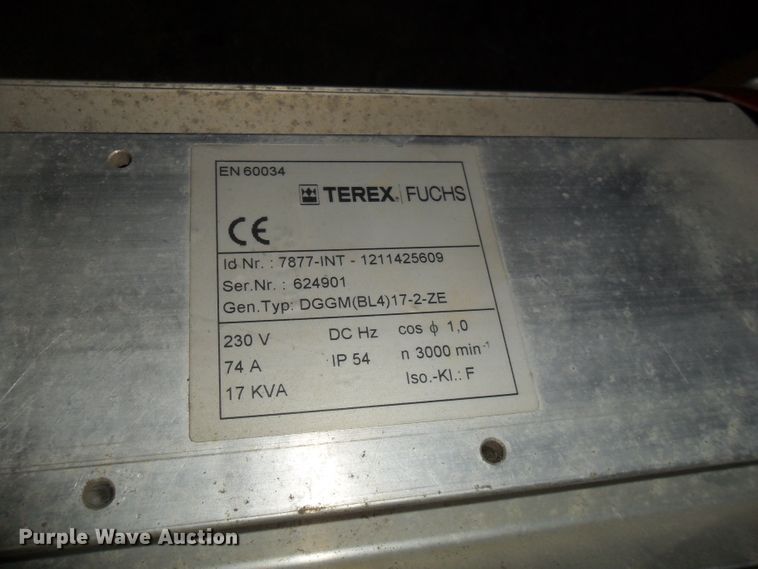 EN 60034
TEREX® FUCHS
CE
Id Nr. : 7877-INT - 1211425609
Ser.Nr. : 624901
Gen.Typ: DGGM(BL4)17-2-ZE
230 V DC Hz cos ϕ 1,0
74 A IP 54 n 3000 min⁻¹
17 KVA Iso.-Kl.: F
Purple Wave Auction